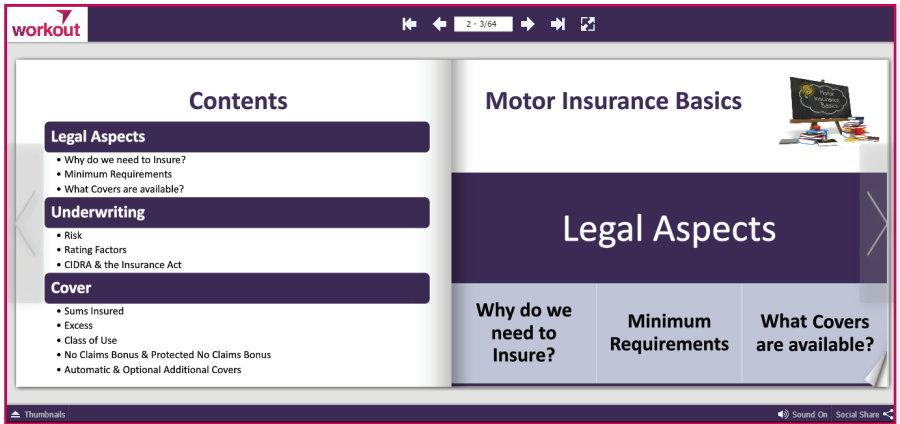 workout
2 - 3/64
Contents
Legal Aspects
• Why do we need to Insure?
• Minimum Requirements
• What Covers are available?
Underwriting
• Risk
• Rating Factors
• CIDRA & the Insurance Act
Cover
• Sums Insured
• Excess
• Class of Use
• No Claims Bonus & Protected No Claims Bonus
• Automatic & Optional Additional Covers
Motor Insurance Basics
Motor
Insurance
Basics
Legal Aspects
Why do we
need to
Insure?
Minimum
Requirements
What Covers
are available?
Thumbnails
Sound On
Social Share